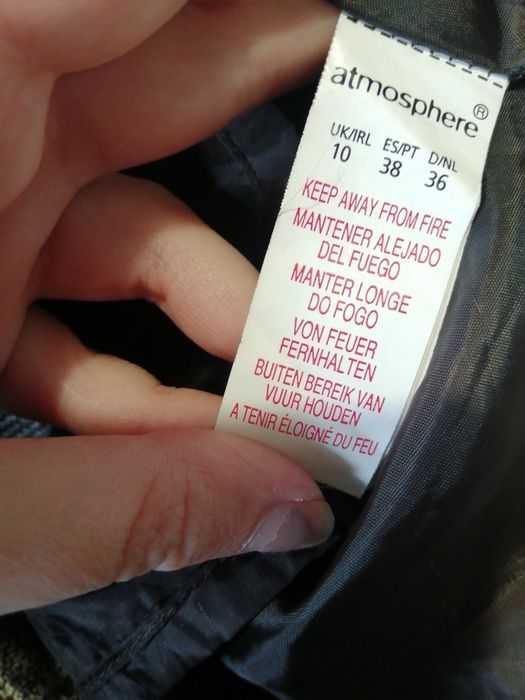 atmosphere®
UK/IRL ES/PT D/NL
10 38 36
KEEP AWAY FROM FIRE
MANTENER ALEJADO
DEL FUEGO
MANTER LONGE
DO FOGO
VON FEUER
FERNHALTEN
BUITEN BEREIK VAN
VUUR HOUDEN
A TENIR ÉLOIGNÉ DU FEU